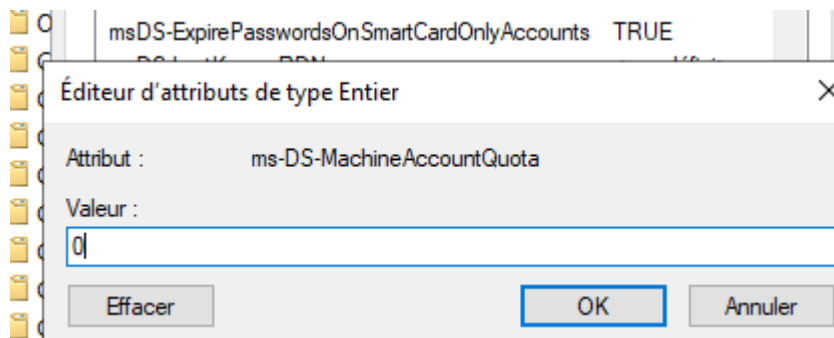 msDS-ExpirePasswordsOnSmartCardOnlyAccounts TRUE
Éditeur d'attributs de type Entier
Attribut : ms-DS-MachineAccountQuota
Valeur :
0
Effacer OK Annuler